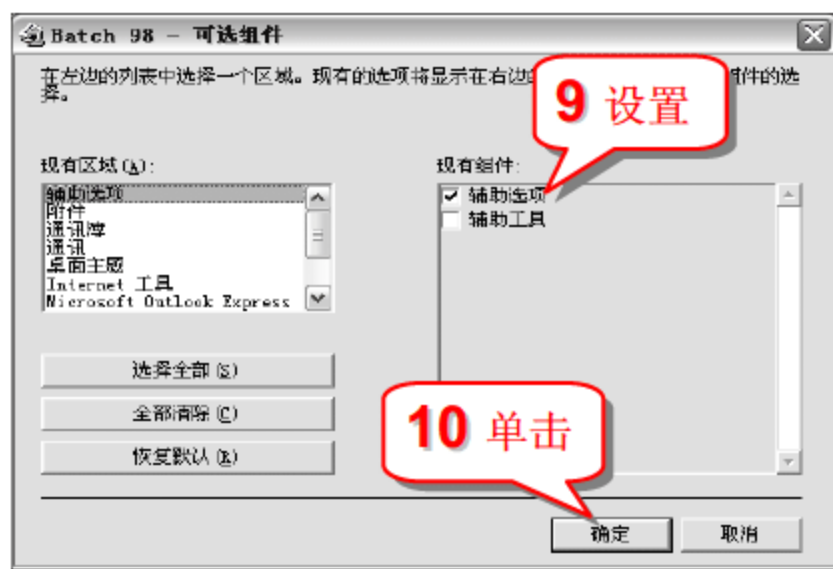 Batch 98 - 可选组件
在左边的列表中选择一个区域。现有的选项将显示在右边的
件的选
择。
9 设置
现有区域(A):
现有组件:
辅助选项
附件
通讯簿
通讯
桌面主题
Internet 工具
Microsoft Outlook Express
辅助选项
辅助工具
选择全部(S)
全部清除(C)
恢复默认(R)
10 单击
确定
取消